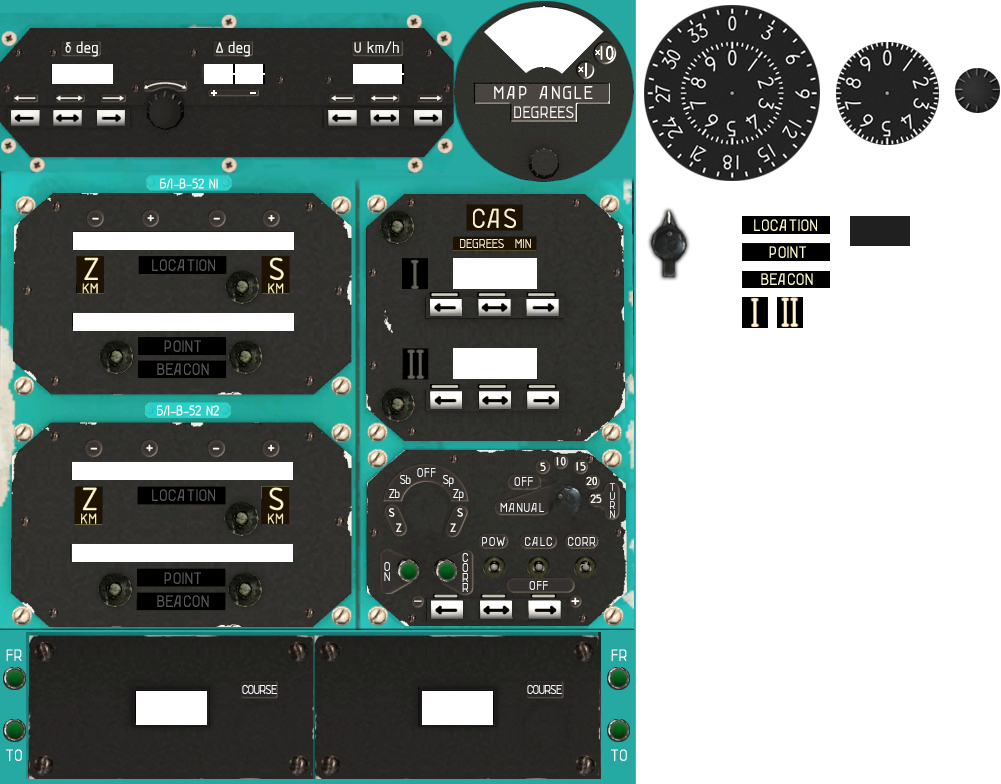 δ deg
Δ deg
U km/h
+ −
×1
×10
MAP ANGLE
DEGREES
Б/1-В-52 N1
− + − +
Z
KM
LOCATION
S
KM
POINT
BEACON
CAS
DEGREES MIN
I
II
Б/1-В-52 N2
− + − +
Z
KM
LOCATION
S
KM
POINT
BEACON
OFF
Sb
Sp
Zb
Zp
S
S
Z
Z
ON
CORR
OFF
5
10
15
20
25
MANUAL
TURN
POW
CALC
CORR
OFF
− +
FR
TO
COURSE
COURSE
FR
TO
0 3 6 9 12 15 18 21 24 27 30 33
0 1 2 3 4 5 6 7 8 9
0 1 2 3 4 5 6 7 8 9
LOCATION
POINT
BEACON
I II